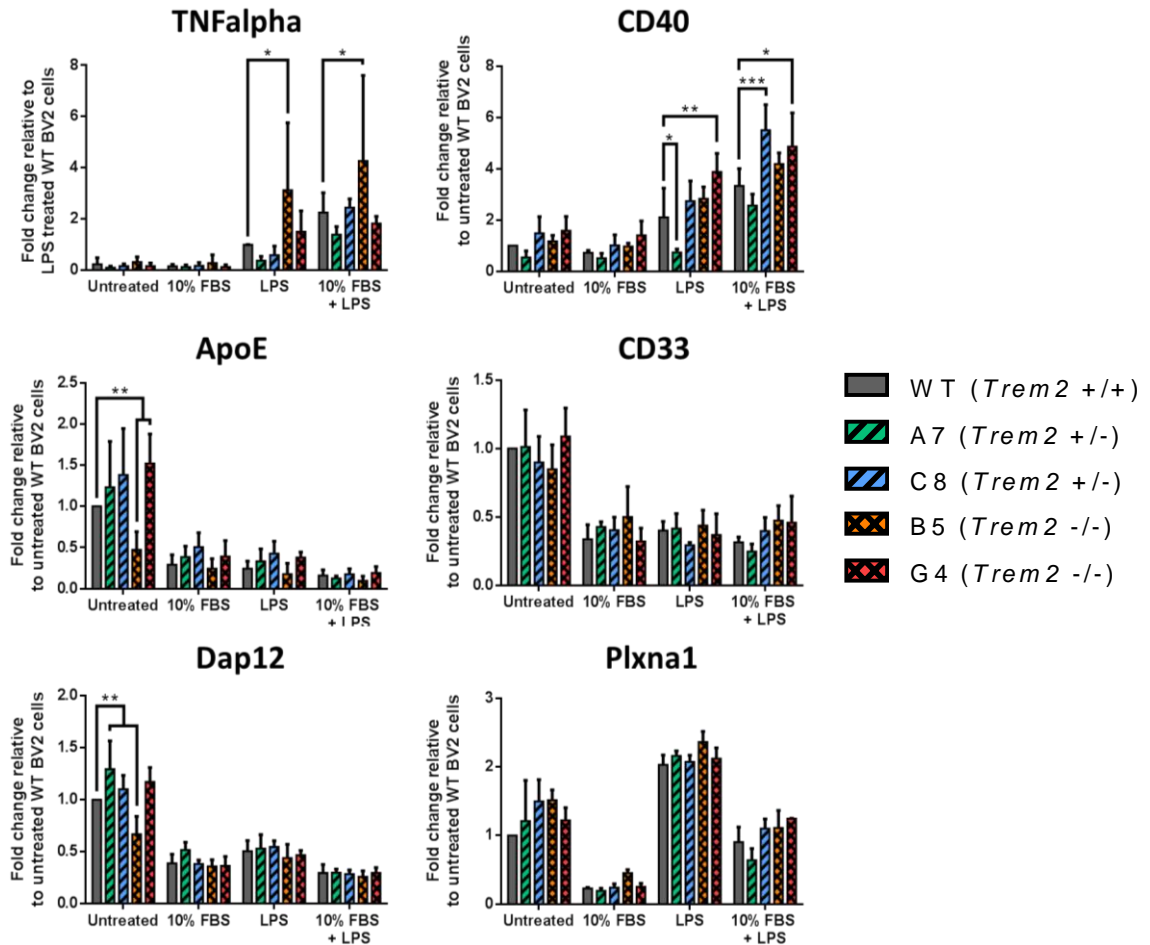 TNFalpha
Fold change relative to
LPS treated WT BV2 cells
8
6
4
2
0
*
*
Untreated
10% FBS
LPS
10% FBS
+ LPS
CD40
Fold change relative
to untreated WT BV2 cells
8
6
4
2
0
*
**
***
*
Untreated
10% FBS
LPS
10% FBS
+ LPS
ApoE
Fold change relative
to untreated WT BV2 cells
2.5
2.0
1.5
1.0
0.5
0.0
**
Untreated
10% FBS
LPS
10% FBS
+ LPS
CD33
Fold change relative
to untreated WT BV2 cells
1.5
1.0
0.5
0.0
Untreated
10% FBS
LPS
10% FBS
+ LPS
WT (Trem2 +/+)
A7 (Trem2 +/-)
C8 (Trem2 +/-)
B5 (Trem2 -/-)
G4 (Trem2 -/-)
Dap12
Fold change relative
to untreated WT BV2 cells
2.0
1.5
1.0
0.5
0.0
**
Untreated
10% FBS
LPS
10% FBS
+ LPS
Plxna1
Fold change relative
to untreated WT BV2 cells
3
2
1
0
Untreated
10% FBS
LPS
10% FBS
+ LPS